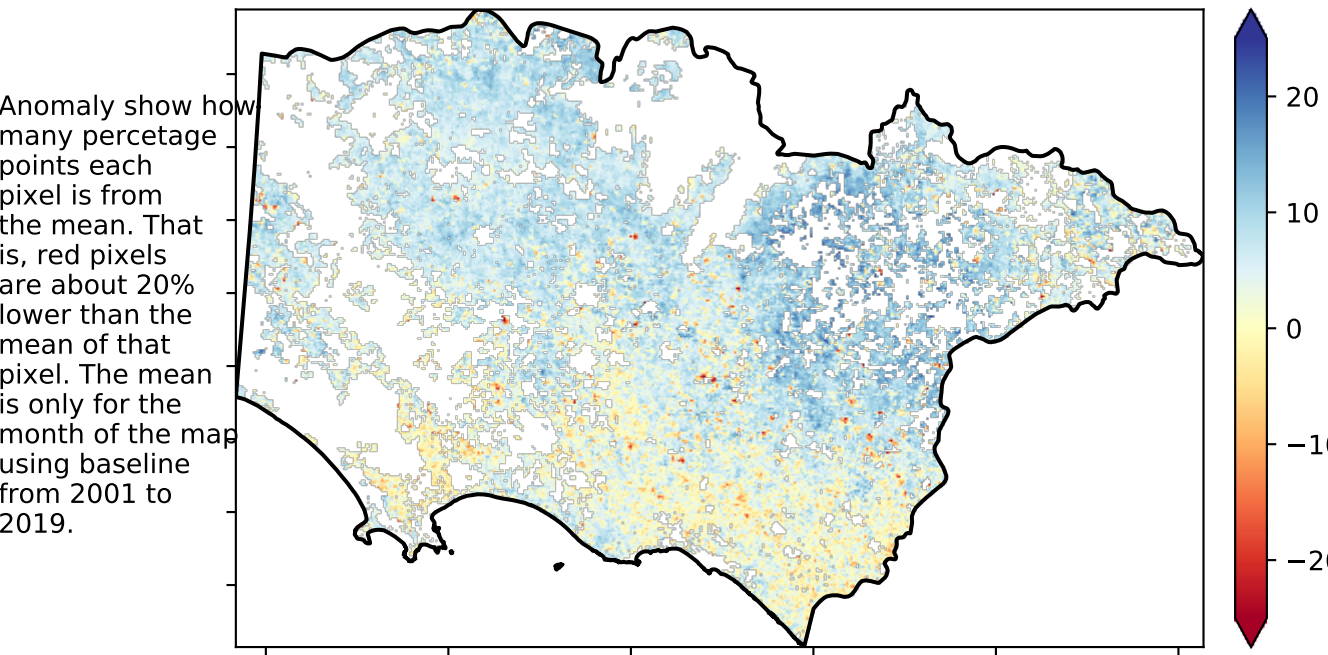 Anomaly show how
many percetage
points each
pixel is from
the mean. That
is, red pixels
are about 20%
lower than the
mean of that
pixel. The mean
is only for the
month of the map
using baseline
from 2001 to
2019.
20
10
0
−10
−20